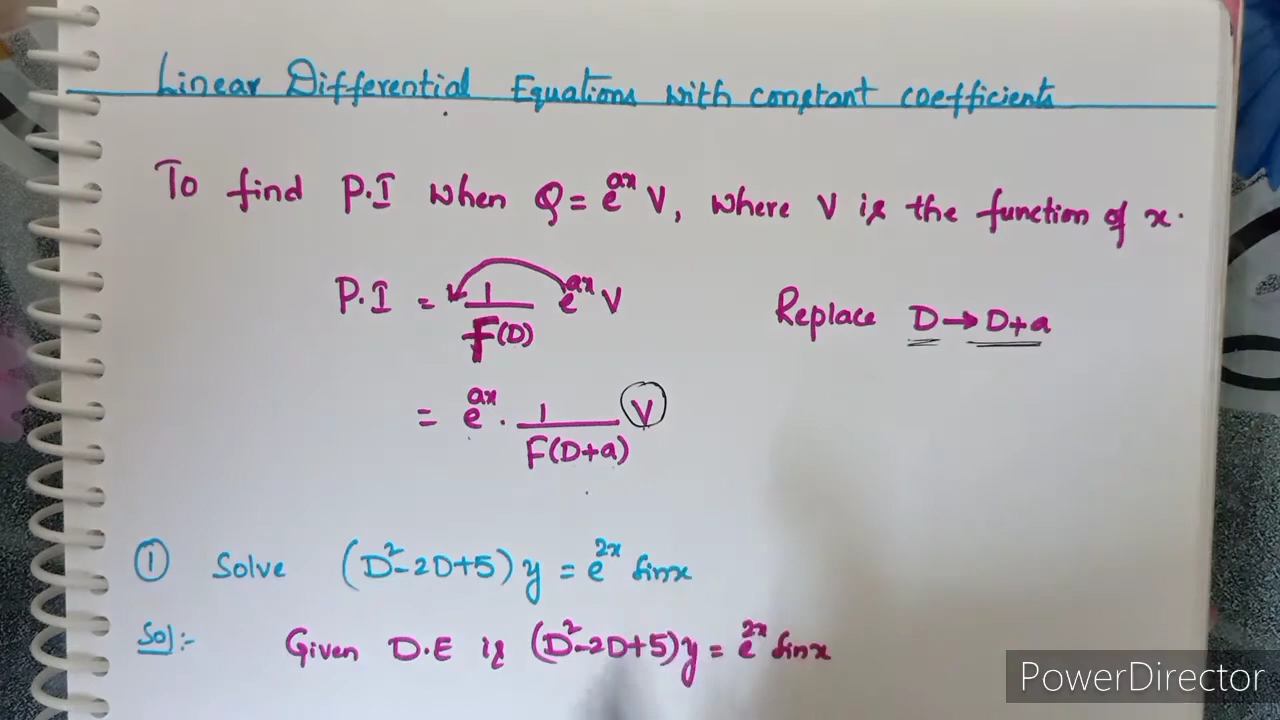 Linear Differential Equations with constant coefficients
To find P.I when Q = e^{ax} V, where V is the function of x.
P.I = 1/F(D) e^{ax} V
Replace D → D+a
= e^{ax} . 1/F(D+a) V
① Solve (D²-2D+5) y = e^{2x} sinx
Sol:- Given D.E is (D²-2D+5)y = e^{2x} sinx
PowerDirector